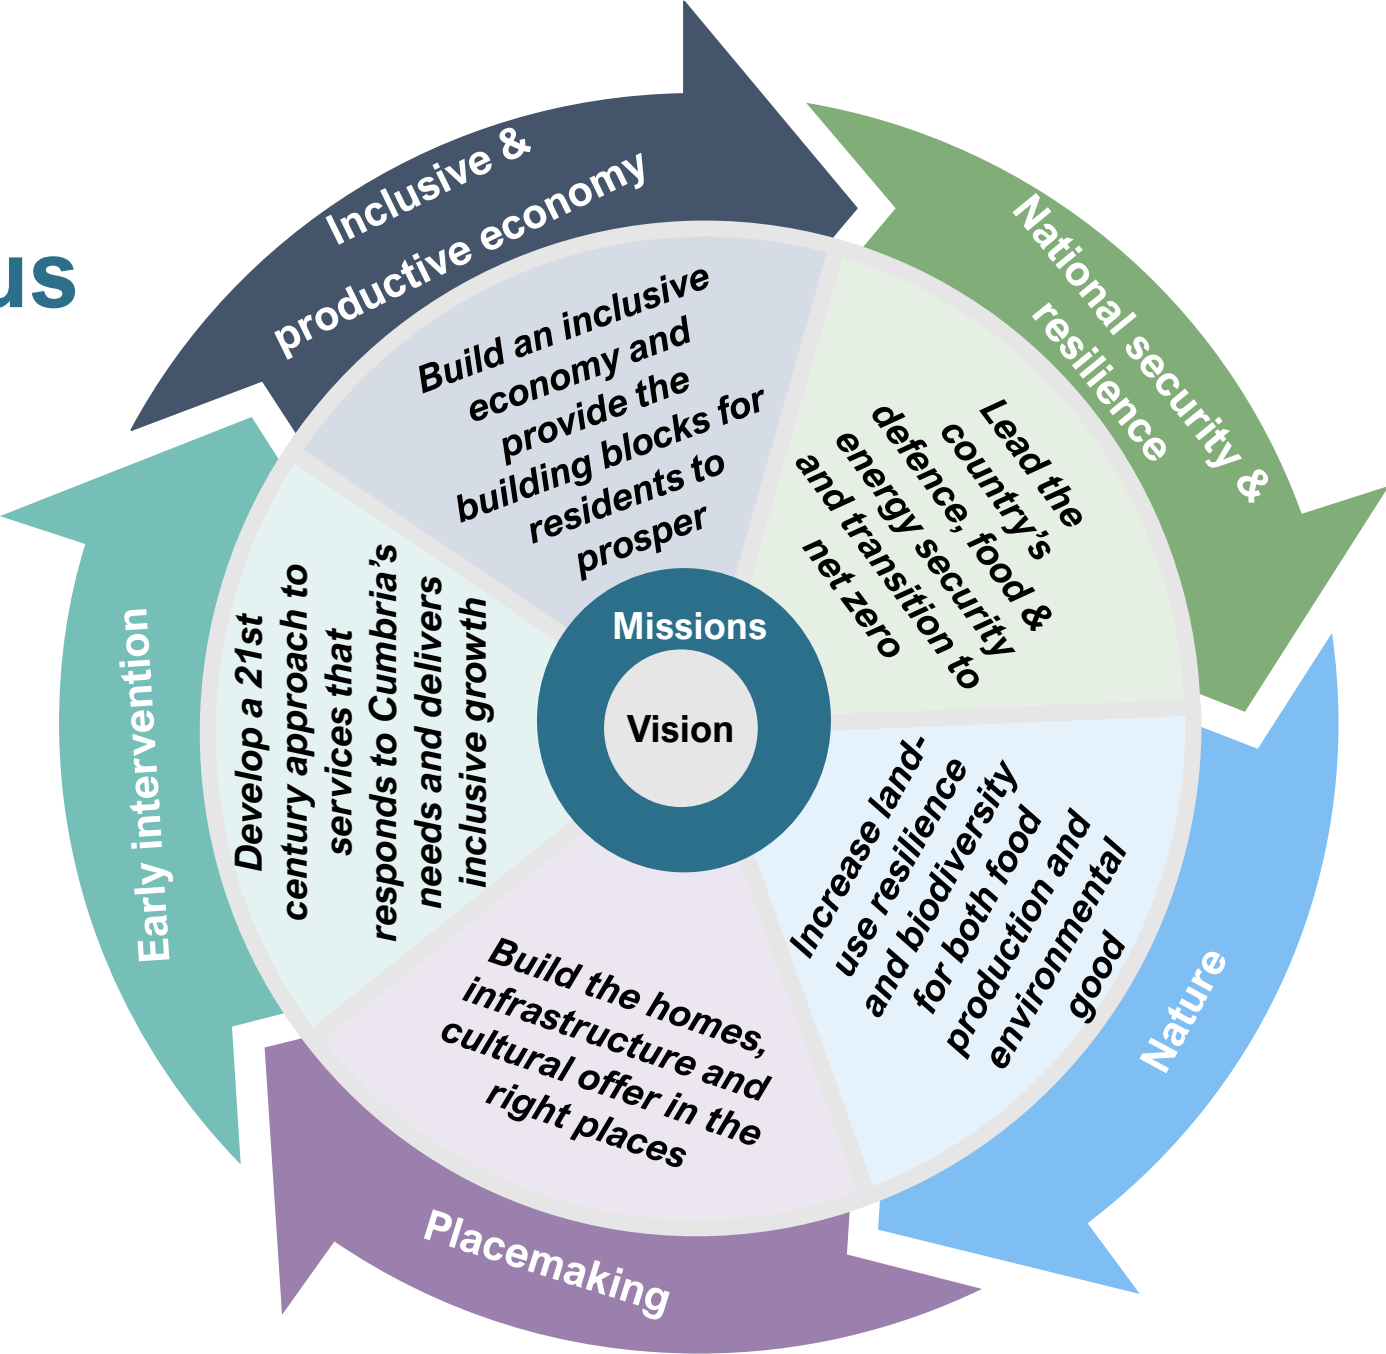 us
Inclusive &
productive economy
Build an inclusive
economy and
provide the
building blocks for
residents to
prosper
National security &
resilience
Lead the
country’s
defence, food &
energy security
and transition to
net zero
Nature
Increase land-
use resilience
and biodiversity
for both food
production and
environmental
good
Placemaking
Build the homes,
infrastructure and
cultural offer in the
right places
Early intervention
Develop a 21st
century approach to
services that
responds to Cumbria’s
needs and delivers
inclusive growth
Missions
Vision